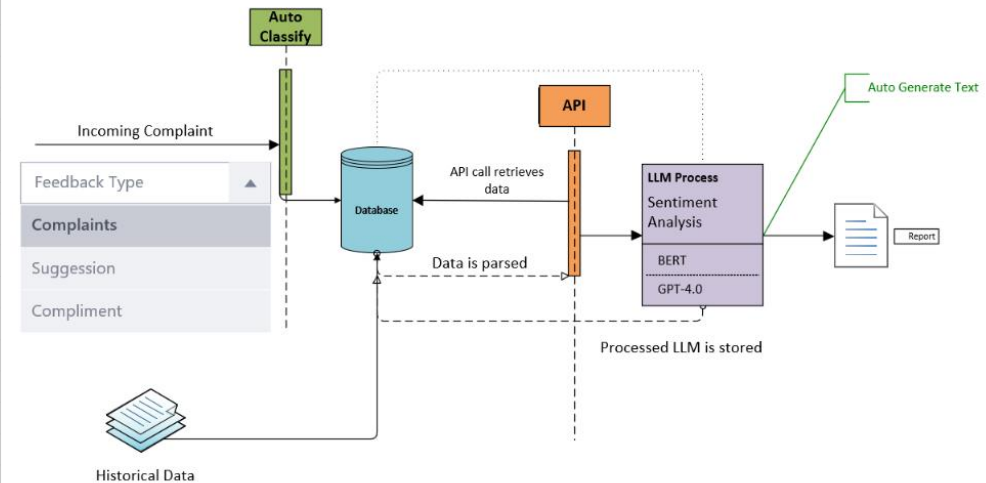 Auto
Classify
Incoming Complaint
Feedback Type
Complaints
Suggession
Compliment
Database
API call retrieves
data
API
Data is parsed
LLM Process
Sentiment
Analysis
BERT
GPT-4.0
Auto Generate Text
Report
Processed LLM is stored
Historical Data